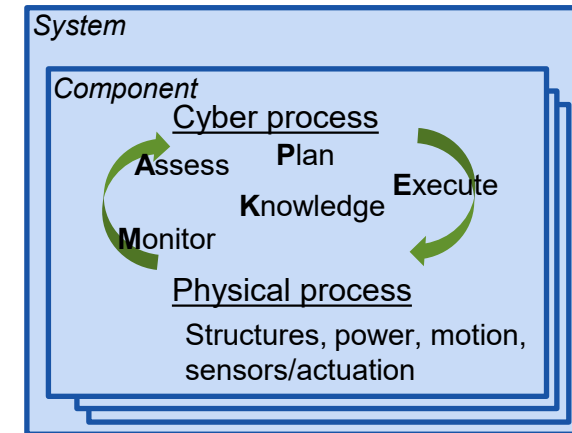 System
Component
Cyber process
Assess
Plan
Execute
Knowledge
Monitor
Physical process
Structures, power, motion,
sensors/actuation